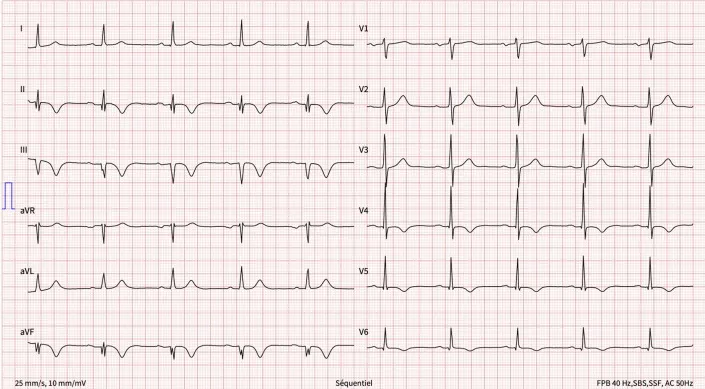 I
V1
II
V2
III
V3
aVR
V4
aVL
V5
aVF
V6
25 mm/s, 10 mm/mV Séquentiel FPB 40 Hz,SBS,SSF, AC 50Hz